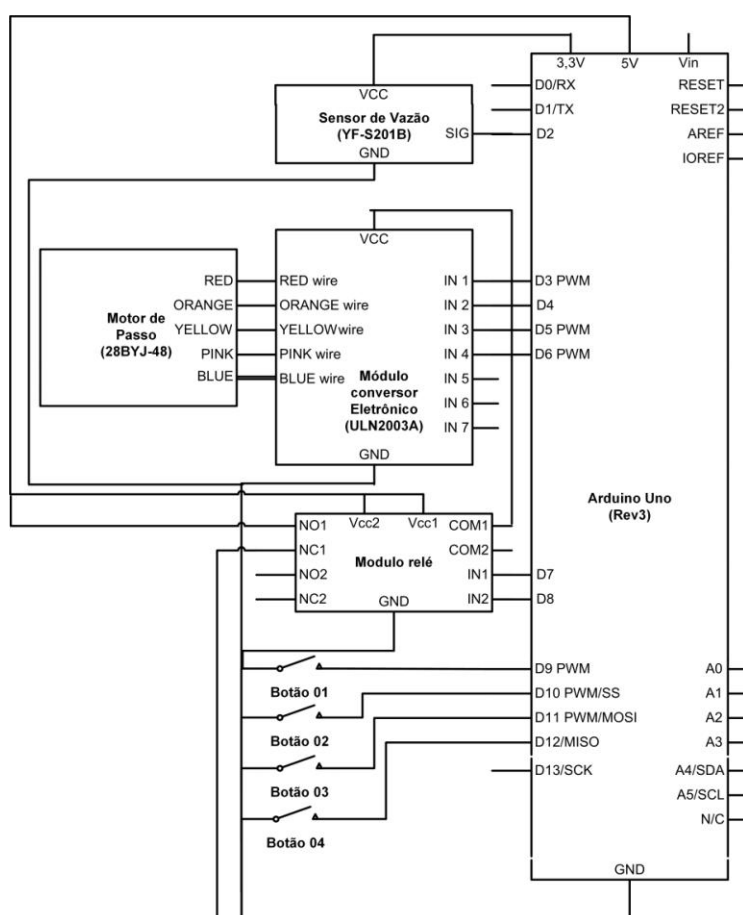 3,3V 5V Vin
VCC
Sensor de Vazão
(YF-S201B)
SIG
GND
D0/RX
D1/TX
D2
RESET
RESET2
AREF
IOREF
VCC
RED
ORANGE
YELLOW
PINK
BLUE
Motor de
Passo
(28BYJ-48)
RED wire
ORANGE wire
YELLOW wire
PINK wire
BLUE wire
IN 1
IN 2
IN 3
IN 4
IN 5
IN 6
IN 7
Módulo
conversor
Eletrônico
(ULN2003A)
GND
D3 PWM
D4
D5 PWM
D6 PWM
Arduino Uno
(Rev3)
NO1
NC1
NO2
NC2
Vcc2 Vcc1
COM1
COM2
IN1
IN2
Modulo relé
GND
D7
D8
D9 PWM
D10 PWM/SS
D11 PWM/MOSI
D12/MISO
D13/SCK
A0
A1
A2
A3
A4/SDA
A5/SCL
N/C
Botão 01
Botão 02
Botão 03
Botão 04
GND